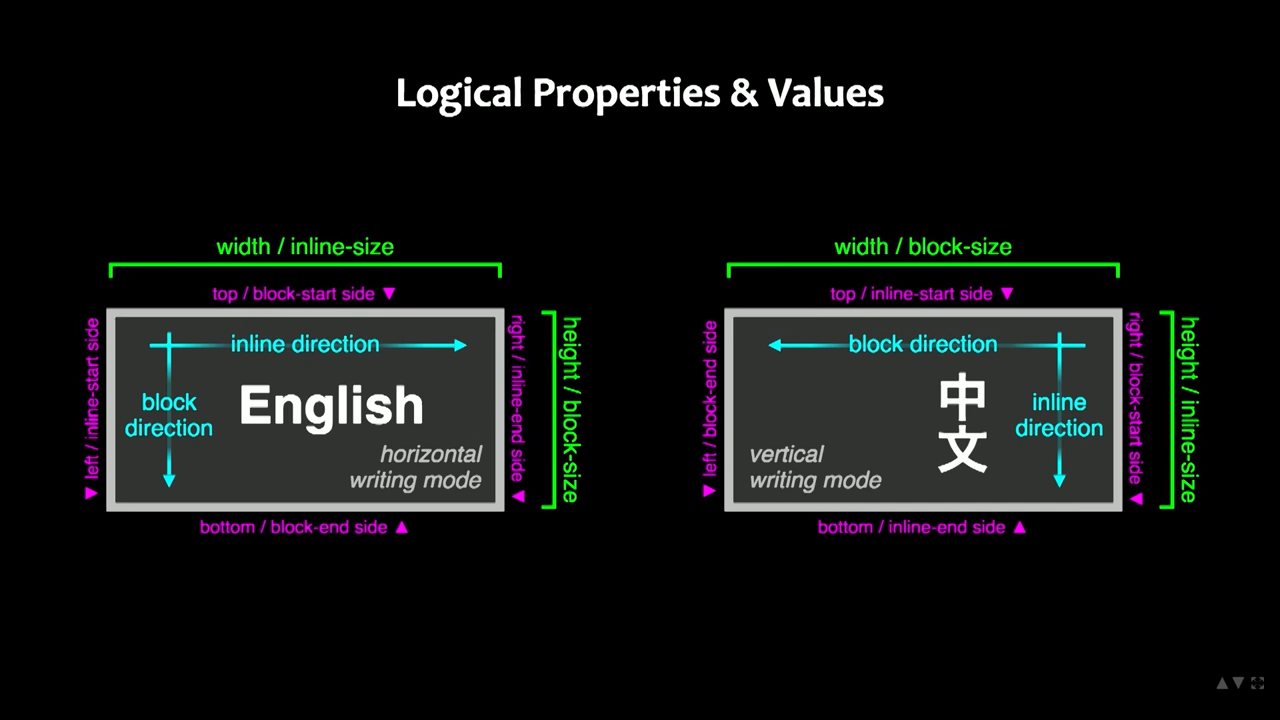 Logical Properties & Values
width / inline-size
top / block-start side ▼
▼ left / inline-start side
inline direction
block
direction
English
horizontal
writing mode
right / inline-end side ▼
height / block-size
bottom / block-end side ▲
width / block-size
top / inline-start side ▼
▼ left / block-end side
block direction
中
文
inline
direction
vertical
writing mode
right / block-start side ▼
height / inline-size
bottom / inline-end side ▲